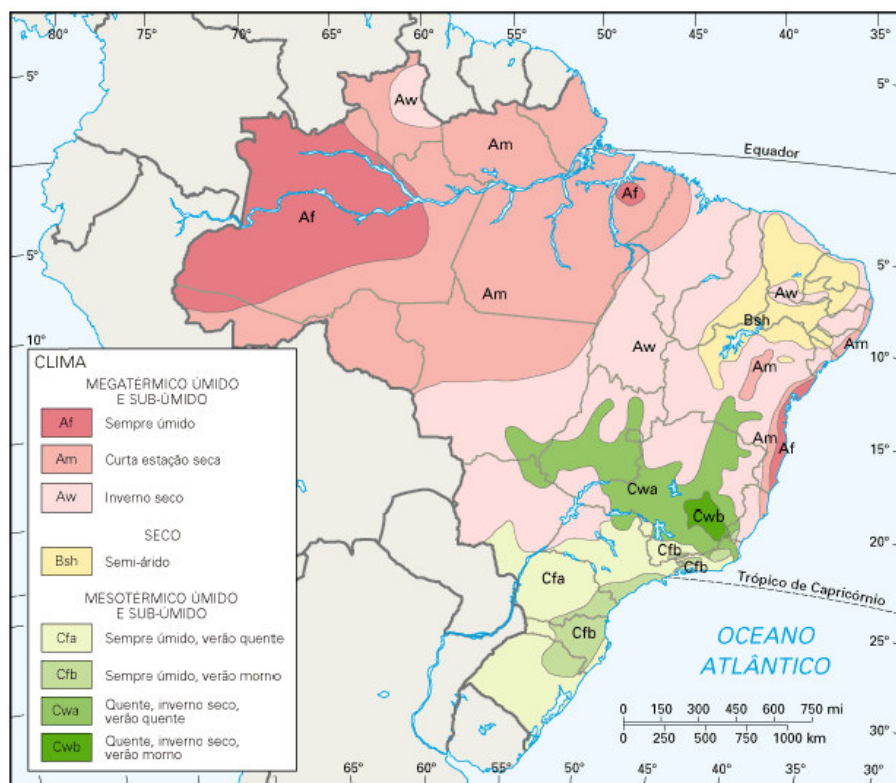 80° 75° 70° 65° 60° 55° 50° 45° 40° 35°
5° 5°
Aw
Am
Equador
Af
Af
5° 5°
Am
Aw
Bsh
Am
10° 10°
Aw
Am
Am
Af
15°
Cwa
Cwb
20°
Cfb
Cfb
Cfa
Trópico de Capricórnio
Cfb
OCEANO
ATLÂNTICO
CLIMA
MEGATÉRMICO ÚMIDO
E SUB-ÚMIDO
Af Sempre úmido
Am Curta estação seca
Aw Inverno seco
SECO
Bsh Semi-árido
MESOTÉRMICO ÚMIDO
E SUB-ÚMIDO
Cfa Sempre úmido, verão quente
Cfb Sempre úmido, verão morno
Cwa Quente, inverno seco,
verão quente
Cwb Quente, inverno seco,
verão morno
15°
20°
25° 25°
30° 30°
0 150 300 450 600 750 mi
0 250 500 750 1000 km
65° 55° 50° 45° 40° 35° 30°